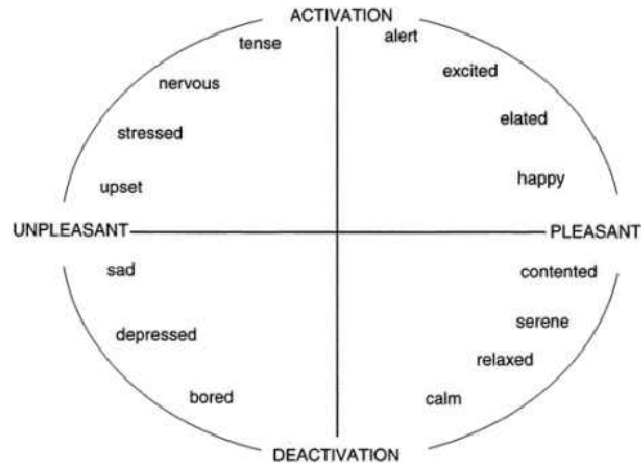 ACTIVATION
tense
alert
nervous
excited
stressed
elated
upset
happy
UNPLEASANT
PLEASANT
sad
contented
depressed
serene
relaxed
bored
calm
DEACTIVATION